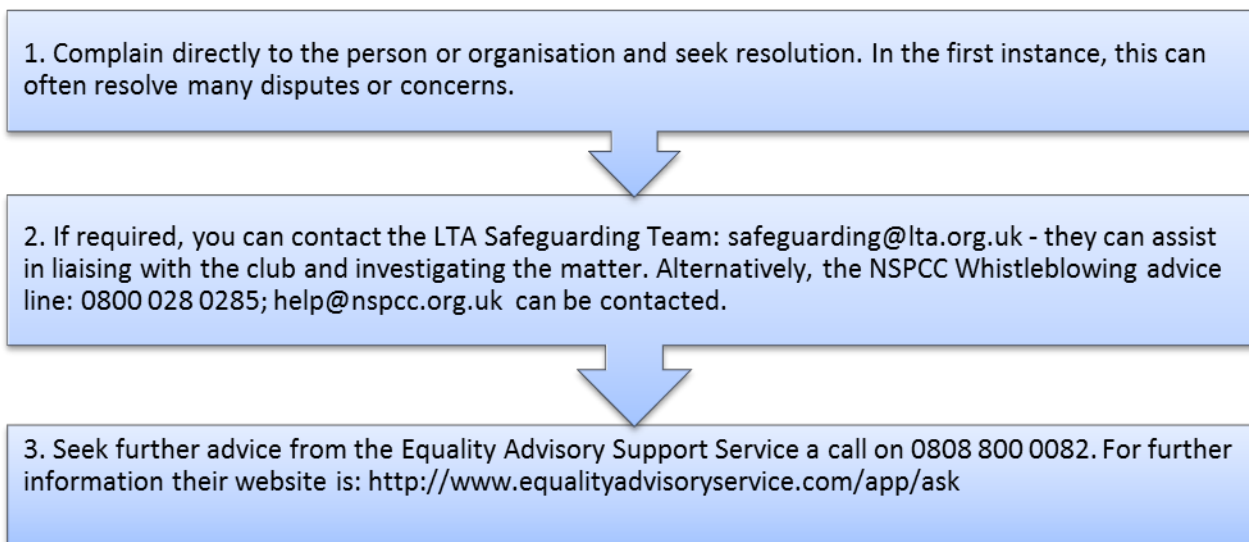 1. Complain directly to the person or organisation and seek resolution. In the first instance, this can
often resolve many disputes or concerns.
2. If required, you can contact the LTA Safeguarding Team: safeguarding@lta.org.uk - they can assist
in liaising with the club and investigating the matter. Alternatively, the NSPCC Whistleblowing advice
line: 0800 028 0285; help@nspcc.org.uk can be contacted.
3. Seek further advice from the Equality Advisory Support Service a call on 0808 800 0082. For further
information their website is: http://www.equalityadvisoryservice.com/app/ask